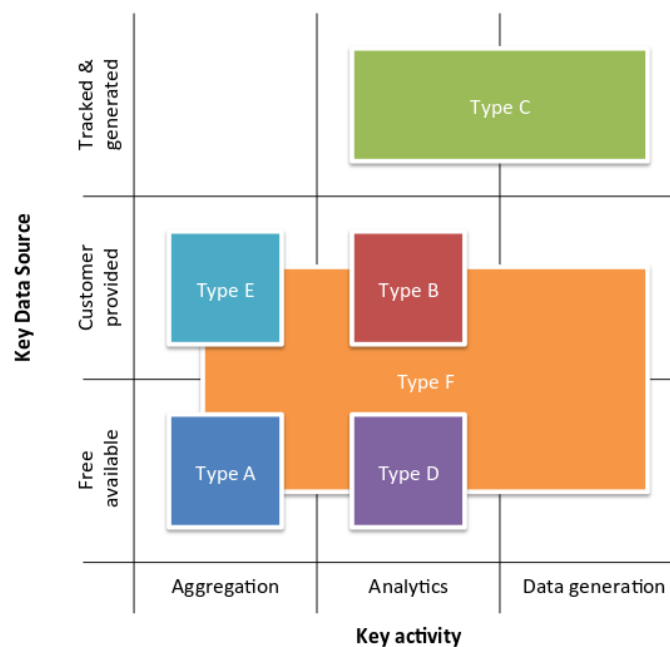 Tracked &
generated
Type C
Key Data Source
Customer
provided
Type E
Type B
Type F
Free
available
Type A
Type D
Aggregation
Analytics
Data generation
Key activity